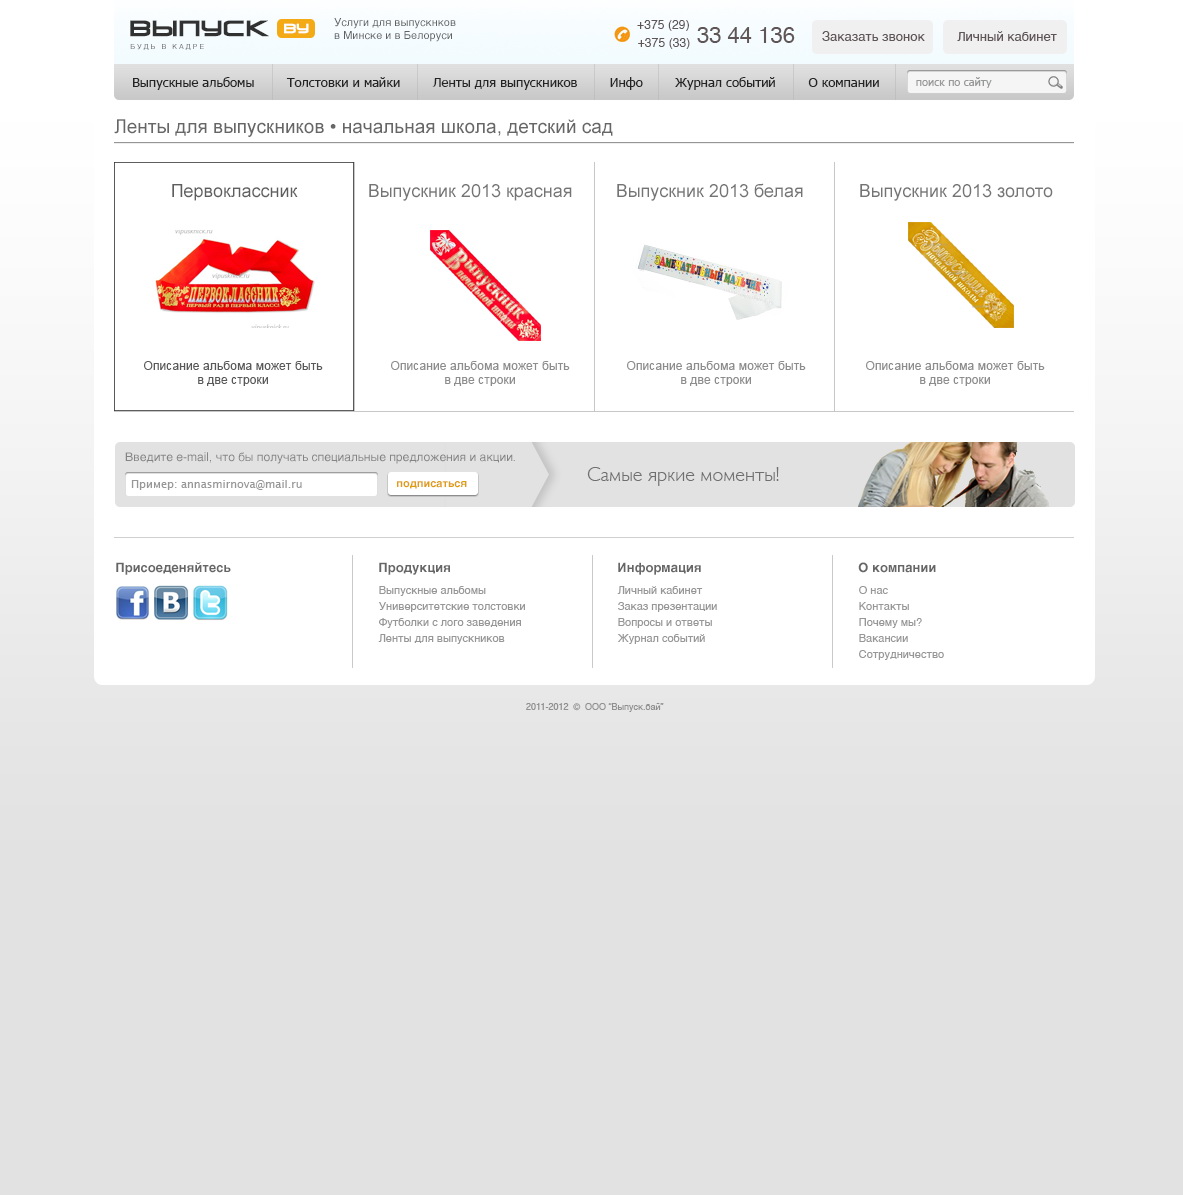 ВЫПУСК BY
БУДЬ В КАДРЕ
Услуги для выпускнков
в Минске и в Белоруси
+375 (29)
+375 (33)
33 44 136
Заказать звонок
Личный кабинет
Выпускные альбомы
Толстовки и майки
Ленты для выпускников
Инфо
Журнал событий
О компании
поиск по сайту
Ленты для выпускников • начальная школа, детский сад
Первоклассник
Выпускник 2013 красная
Выпускник 2013 белая
Выпускник 2013 золото
ПЕРВОКЛАССНИК
ПЕРВЫЙ РАЗ В ПЕРВЫЙ КЛАСС!
Выпускник
начальной школы
ЗАМЕЧАТЕЛЬНЫЙ МАЛЬЧИК
Выпускник
начальной школы
Описание альбома может быть
в две строки
Описание альбома может быть
в две строки
Описание альбома может быть
в две строки
Описание альбома может быть
в две строки
Введите e-mail, что бы получать специальные предложения и акции.
Пример: annasmirnova@mail.ru
подписаться
Самые яркие моменты!
Присоеденяйтесь
Продукция
Выпускные альбомы
Университетские толстовки
Футболки с лого заведения
Ленты для выпускников
Информация
Личный кабинет
Заказ презентации
Вопросы и ответы
Журнал событий
О компании
О нас
Контакты
Почему мы?
Вакансии
Сотрудничество
2011-2012 © ООО "Выпуск.бай"